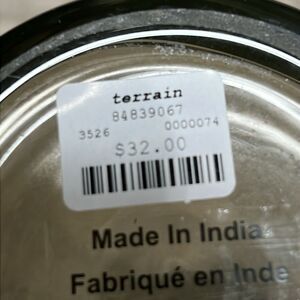 terrain
84839067
3526 0000074
$32.00
Made In India
Fabriqué en Inde